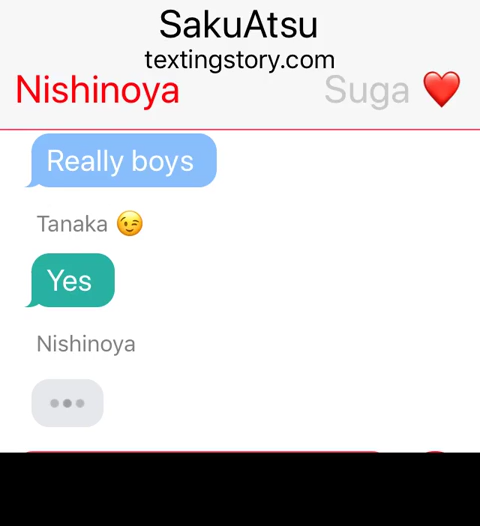 SakuAtsu
textingstory.com
Nishinoya Suga ❤️
Really boys
Tanaka 😉
Yes
Nishinoya